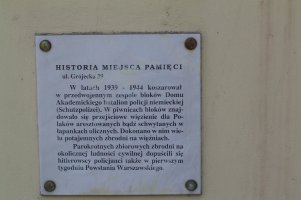 HISTORIA MIEJSCA PAMIĘCI
ul. Grójecka 39
W latach 1939 - 1944 koszarował
w przedwojennym zespole bloków Domu
Akademickiego batalion policji niemieckiej
(Schutzpolizei). W piwnicach bloków znaj-
dowało się przejściowe więzienie dla Po-
laków aresztowanych bądź schwytanych w
łapankach ulicznych. Dokonano w nim wie-
lu potajemnych zbrodni na więźniach.
Parokrotnych zbiorowych zbrodni na
okolicznej ludności cywilnej dopuścili się
hitlerowscy policjanci także w pierwszym
tygodniu Powstania Warszawskiego.